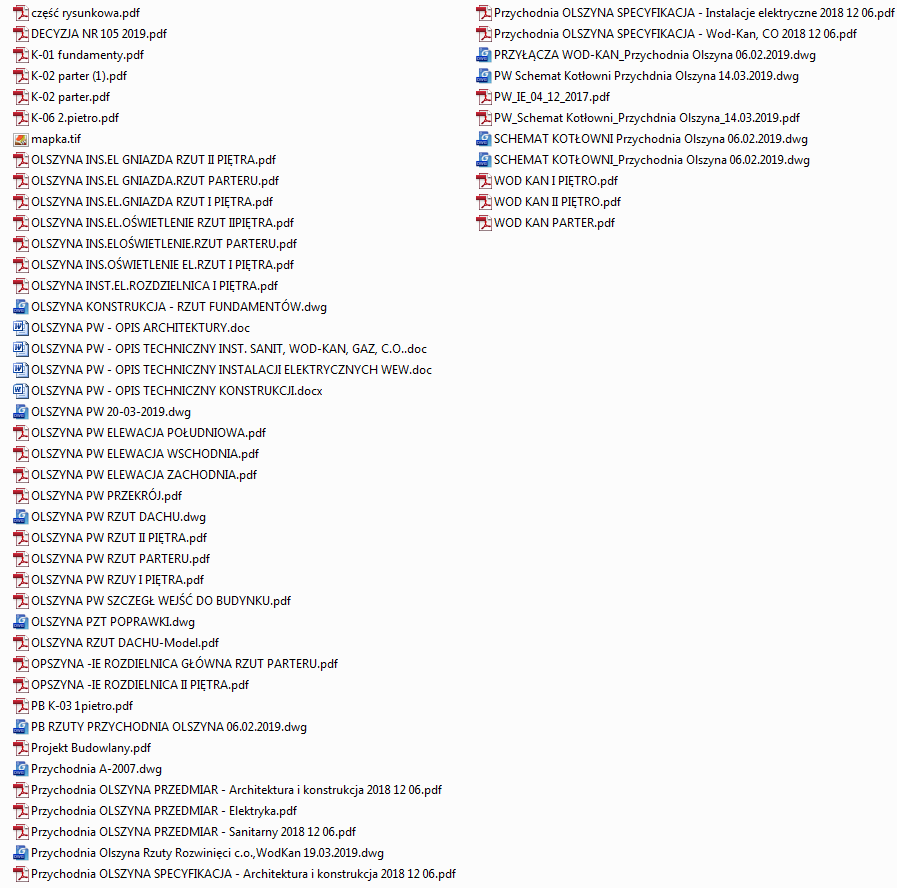 część rysunkowa.pdf
DECYZJA NR 105 2019.pdf
K-01 fundamenty.pdf
K-02 parter (1).pdf
K-02 parter.pdf
K-06 2.pietro.pdf
mapka.tif
OLSZYNA INS.EL GNIAZDA RZUT II PIĘTRA.pdf
OLSZYNA INS.EL GNIAZDA.RZUT PARTERU.pdf
OLSZYNA INS.EL.GNIAZDA RZUT I PIĘTRA.pdf
OLSZYNA INS.EL.OŚWIETLENIE RZUT IIPIĘTRA.pdf
OLSZYNA INS.ELOŚWIETLENIE.RZUT PARTERU.pdf
OLSZYNA INS.OŚWIETLENIE EL.RZUT I PIĘTRA.pdf
OLSZYNA INST.EL.ROZDZIELNICA I PIĘTRA.pdf
OLSZYNA KONSTRUKCJA - RZUT FUNDAMENTÓW.dwg
OLSZYNA PW - OPIS ARCHITEKTURY.doc
OLSZYNA PW - OPIS TECHNICZNY INST. SANIT, WOD-KAN, GAZ, C.O..doc
OLSZYNA PW - OPIS TECHNICZNY INSTALACJI ELEKTRYCZNYCH WEW.doc
OLSZYNA PW - OPIS TECHNICZNY KONSTRUKCJI.docx
OLSZYNA PW 20-03-2019.dwg
OLSZYNA PW ELEWACJA POŁUDNIOWA.pdf
OLSZYNA PW ELEWACJA WSCHODNIA.pdf
OLSZYNA PW ELEWACJA ZACHODNIA.pdf
OLSZYNA PW PRZEKRÓJ.pdf
OLSZYNA PW RZUT DACHU.dwg
OLSZYNA PW RZUT II PIĘTRA.pdf
OLSZYNA PW RZUT PARTERU.pdf
OLSZYNA PW RZUY I PIĘTRA.pdf
OLSZYNA PW SZCZEGŁ WEJŚĆ DO BUDYNKU.pdf
OLSZYNA PZT POPRAWKI.dwg
OLSZYNA RZUT DACHU-Model.pdf
OPSZYNA -IE ROZDIELNICA GŁÓWNA RZUT PARTERU.pdf
OPSZYNA -IE ROZDIELNICA II PIĘTRA.pdf
PB K-03 1pietro.pdf
PB RZUTY PRZYCHODNIA OLSZYNA 06.02.2019.dwg
Projekt Budowlany.pdf
Przychodnia A-2007.dwg
Przychodnia OLSZYNA PRZEDMIAR - Architektura i konstrukcja 2018 12 06.pdf
Przychodnia OLSZYNA PRZEDMIAR - Elektryka.pdf
Przychodnia OLSZYNA PRZEDMIAR - Sanitarny 2018 12 06.pdf
Przychodnia Olszyna Rzuty Rozwinięci c.o.,WodKan 19.03.2019.dwg
Przychodnia OLSZYNA SPECYFIKACJA - Architektura i konstrukcja 2018 12 06.pdf
Przychodnia OLSZYNA SPECYFIKACJA - Instalacje elektryczne 2018 12 06.pdf
Przychodnia OLSZYNA SPECYFIKACJA - Wod-Kan, CO 2018 12 06.pdf
PRZYŁĄCZA WOD-KAN_Przychodnia Olszyna 06.02.2019.dwg
PW Schemat Kotłowni Przychdnia Olszyna 14.03.2019.dwg
PW_IE_04_12_2017.pdf
PW_Schemat Kotłowni_Przychdnia Olszyna_14.03.2019.pdf
SCHEMAT KOTŁOWNI Przychodnia Olszyna 06.02.2019.dwg
SCHEMAT KOTŁOWNI_Przychodnia Olszyna 06.02.2019.dwg
WOD KAN I PIĘTRO.pdf
WOD KAN II PIĘTRO.pdf
WOD KAN PARTER.pdf